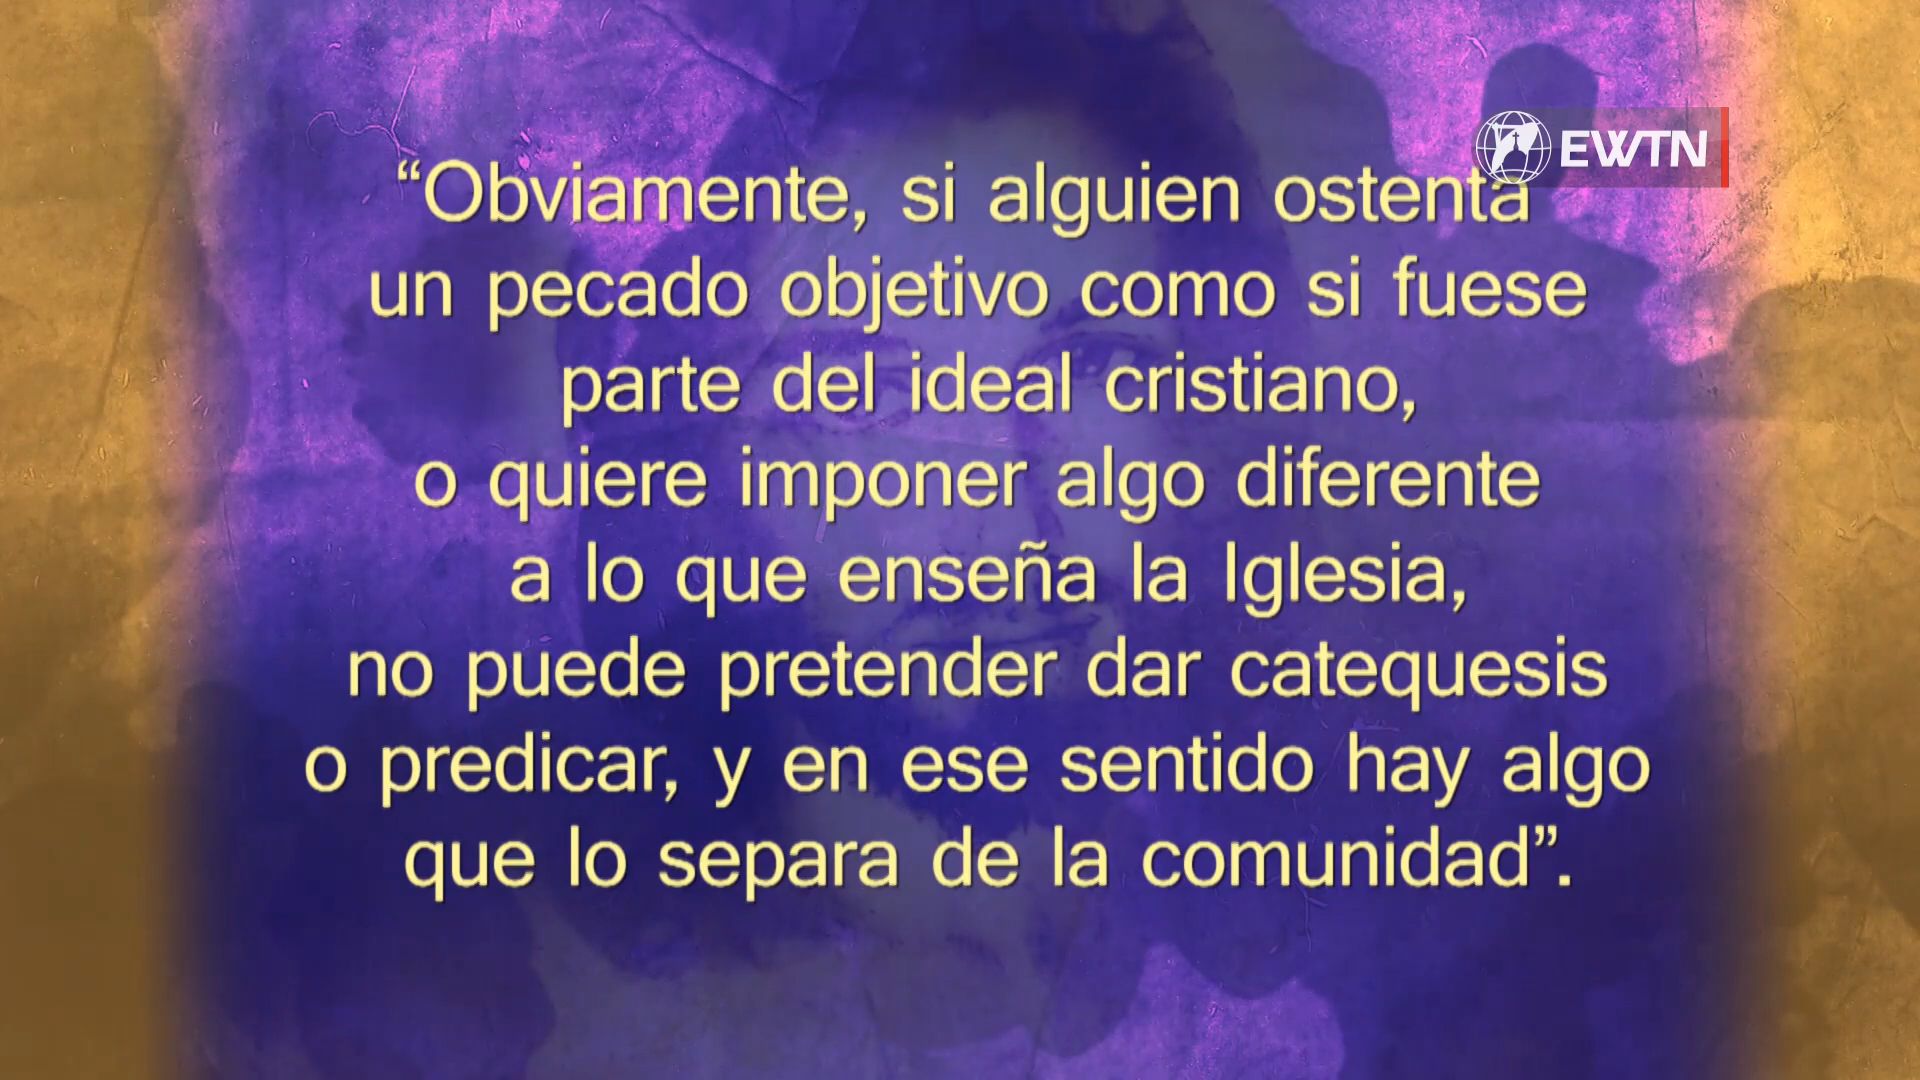 EWTN
“Obviamente, si alguien ostenta
un pecado objetivo como si fuese
parte del ideal cristiano,
o quiere imponer algo diferente
a lo que enseña la Iglesia,
no puede pretender dar catequesis
o predicar, y en ese sentido hay algo
que lo separa de la comunidad”.